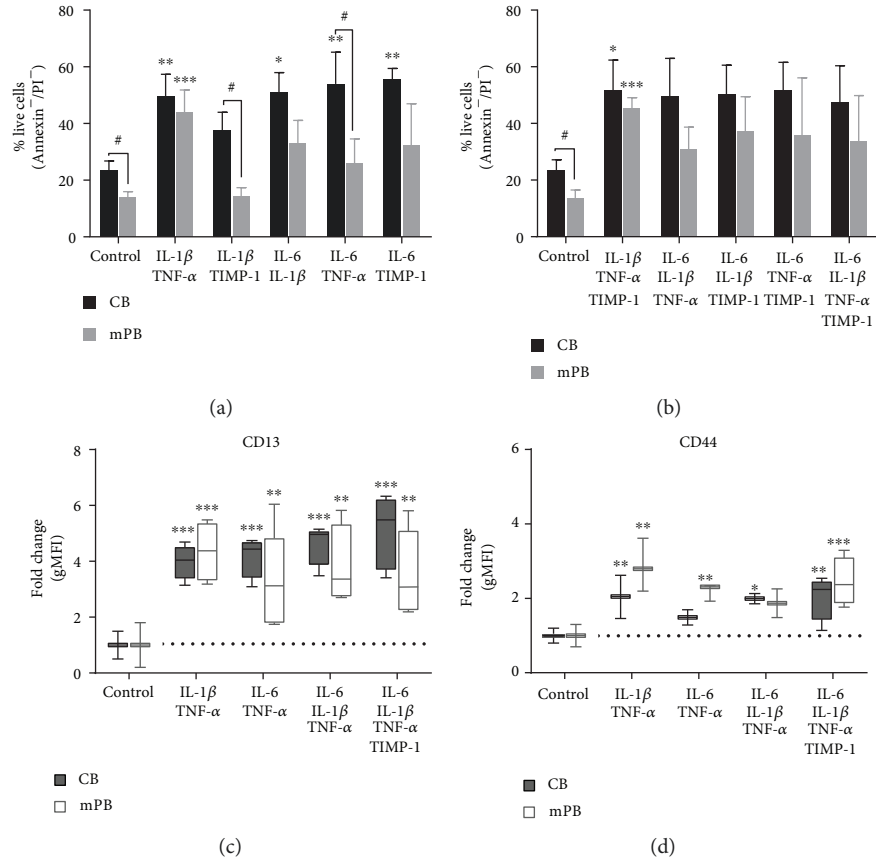 80
60
40
20
0
% live cells
(Annexin⁻/PI⁻)
#
**
***
#
*
**
#
**
Control
IL-1β
TNF-α
IL-1β
TIMP-1
IL-6
IL-1β
IL-6
TNF-α
IL-6
TIMP-1
CB
mPB
(a)
80
60
40
20
0
% live cells
(Annexin⁻/PI⁻)
#
*
***
Control
IL-1β
TNF-α
TIMP-1
IL-6
IL-1β
TNF-α
IL-6
IL-1β
TIMP-1
IL-6
TNF-α
TIMP-1
IL-6
IL-1β
TNF-α
TIMP-1
CB
mPB
(b)
CD13
8
6
4
2
0
Fold change
(gMFI)
***
***
***
**
***
**
***
**
Control
IL-1β
TNF-α
IL-6
TNF-α
IL-6
IL-1β
TNF-α
IL-6
IL-1β
TNF-α
TIMP-1
CB
mPB
(c)
CD44
6
4
2
0
Fold change
(gMFI)
**
**
**
*
**
***
Control
IL-1β
TNF-α
IL-6
TNF-α
IL-6
IL-1β
TNF-α
IL-6
IL-1β
TNF-α
TIMP-1
CB
mPB
(d)